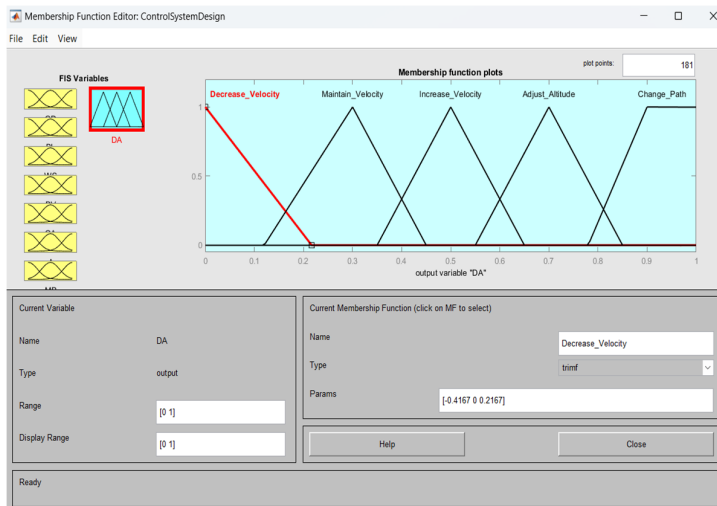 Membership Function Editor: ControlSystemDesign
File Edit View
FIS Variables
DA
Membership function plots
plot points:
181
Decrease_Velocity
Maintain_Velocity
Increase_Velocity
Adjust_Altitude
Change_Path
1
0.5
0
0 0.1 0.2 0.3 0.4 0.5 0.6 0.7 0.8 0.9 1
output variable "DA"
Current Variable
Name DA
Type output
Range [0 1]
Display Range [0 1]
Current Membership Function (click on MF to select)
Name Decrease_Velocity
Type trimf
Params [-0.4167 0 0.2167]
Help
Close
Ready